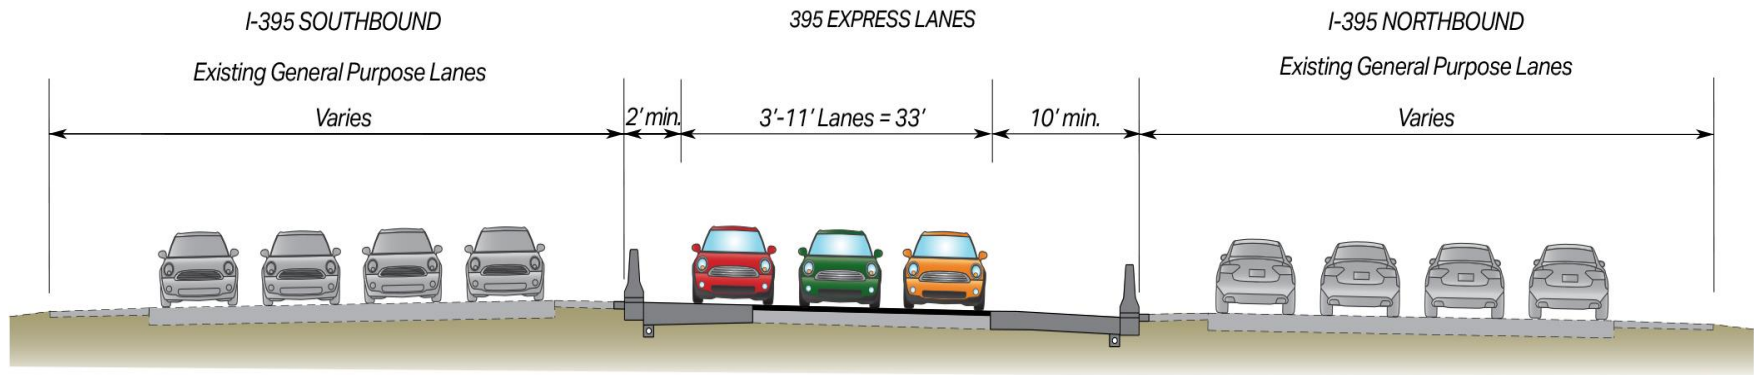 I-395 SOUTHBOUND
395 EXPRESS LANES
I-395 NORTHBOUND
Existing General Purpose Lanes
Existing General Purpose Lanes
Varies
2' min.
3'-11' Lanes = 33'
10' min.
Varies